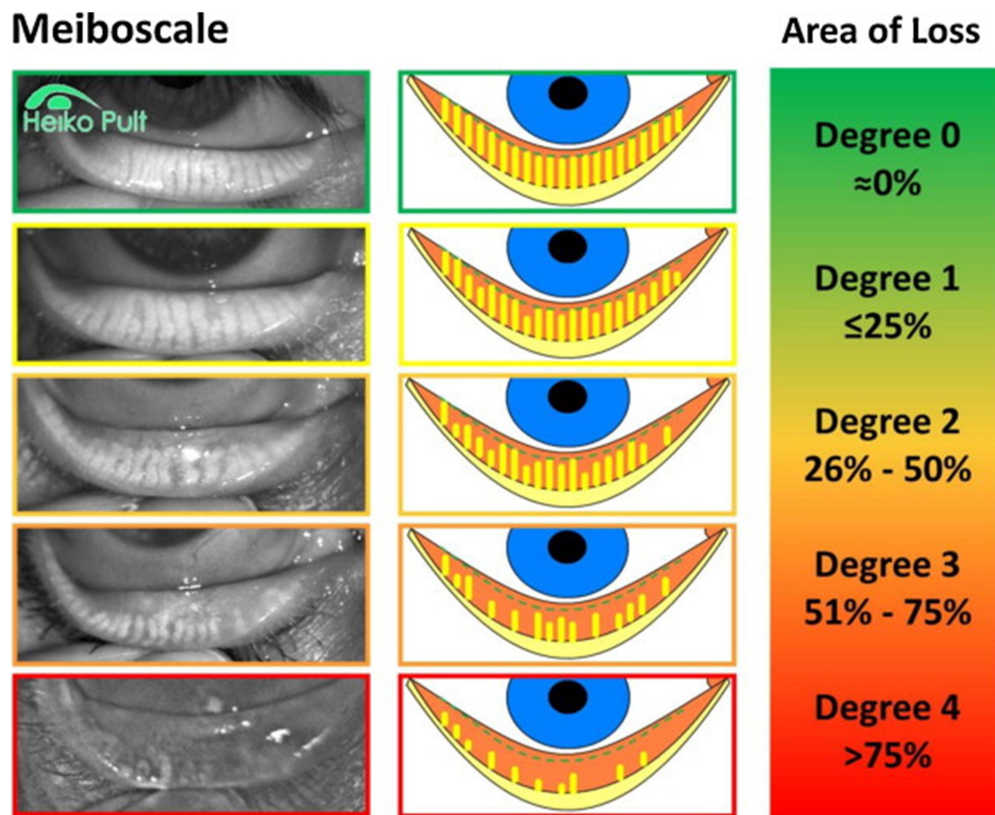 Meiboscale
Area of Loss
Heiko Pult
Degree 0
≈0%
Degree 1
≤25%
Degree 2
26% - 50%
Degree 3
51% - 75%
Degree 4
>75%